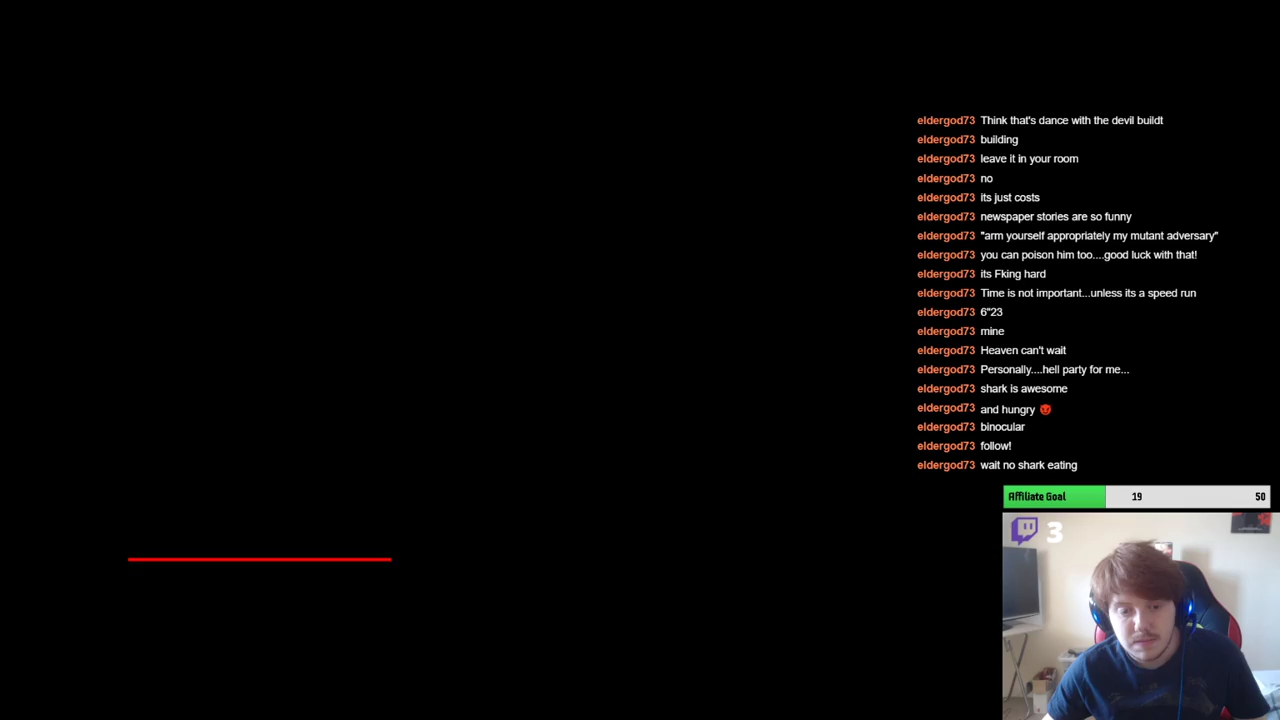 eldergod73 Think that's dance with the devil buildt
eldergod73 building
eldergod73 leave it in your room
eldergod73 no
eldergod73 its just costs
eldergod73 newspaper stories are so funny
eldergod73 "arm yourself appropriately my mutant adversary"
eldergod73 you can poison him too....good luck with that!
eldergod73 its Fking hard
eldergod73 Time is not important...unless its a speed run
eldergod73 6"23
eldergod73 mine
eldergod73 Heaven can't wait
eldergod73 Personally....hell party for me...
eldergod73 shark is awesome
eldergod73 and hungry 😈
eldergod73 binocular
eldergod73 follow!
eldergod73 wait no shark eating
Affiliate Goal 19 50
3